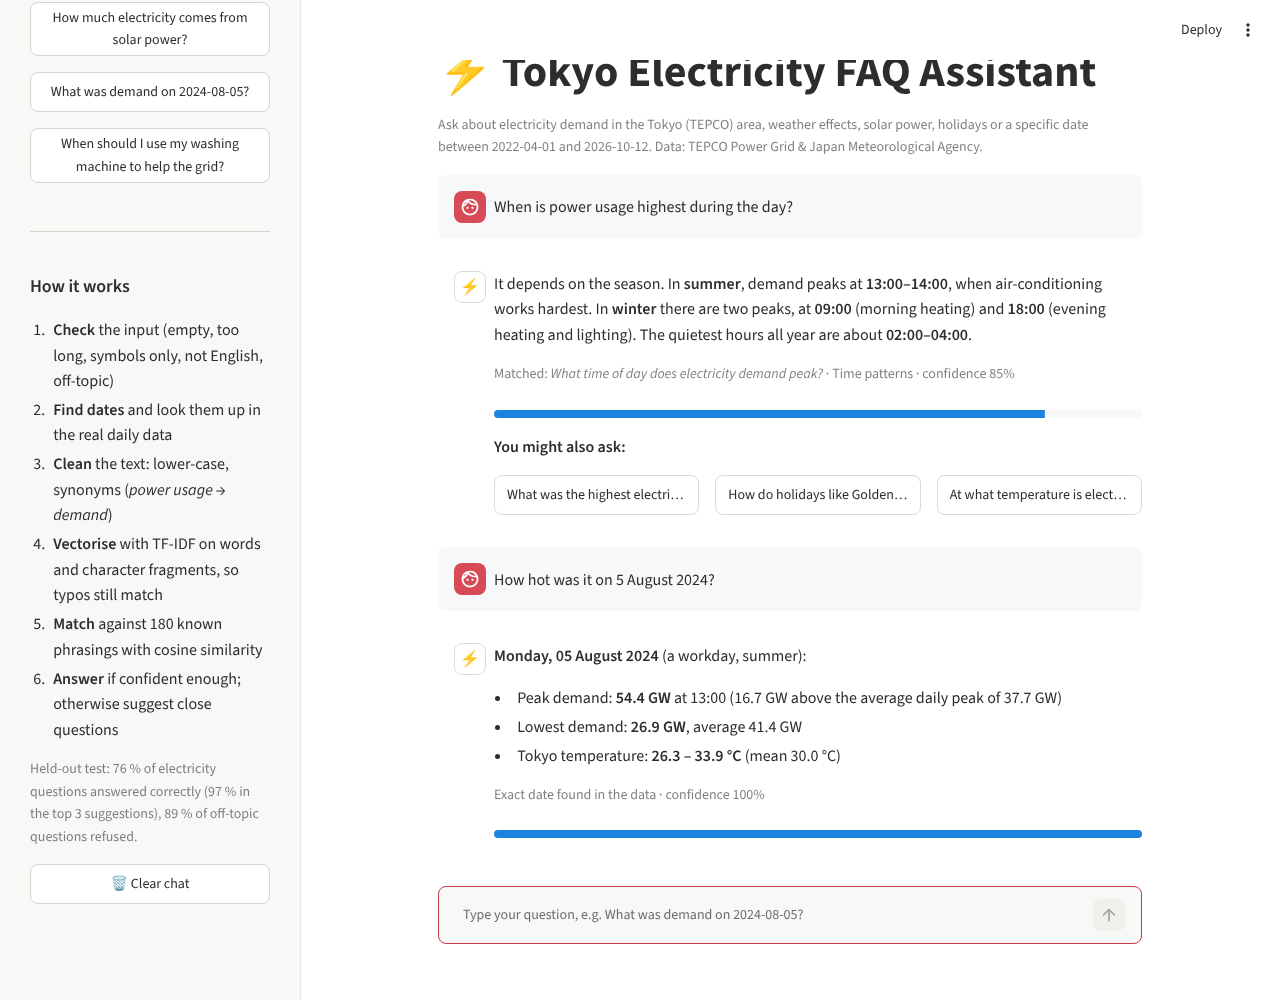 How much electricity comes from
solar power?
What was demand on 2024-08-05?
When should I use my washing
machine to help the grid?
How it works
1. Check the input (empty, too
long, symbols only, not English,
off-topic)
2. Find dates and look them up in
the real daily data
3. Clean the text: lower-case,
synonyms (power usage →
demand)
4. Vectorise with TF-IDF on words
and character fragments, so
typos still match
5. Match against 180 known
phrasings with cosine similarity
6. Answer if confident enough;
otherwise suggest close
questions
Held-out test: 76 % of electricity
questions answered correctly (97 % in
the top 3 suggestions), 89 % of off-topic
questions refused.
🗑️ Clear chat
Deploy
⚡ Tokyo Electricity FAQ Assistant
Ask about electricity demand in the Tokyo (TEPCO) area, weather effects, solar power, holidays or a specific date
between 2022-04-01 and 2026-10-12. Data: TEPCO Power Grid & Japan Meteorological Agency.
When is power usage highest during the day?
It depends on the season. In summer, demand peaks at 13:00–14:00, when air-conditioning
works hardest. In winter there are two peaks, at 09:00 (morning heating) and 18:00 (evening
heating and lighting). The quietest hours all year are about 02:00–04:00.
Matched: What time of day does electricity demand peak? · Time patterns · confidence 85%
You might also ask:
What was the highest electri…
How do holidays like Golden…
At what temperature is elect…
How hot was it on 5 August 2024?
Monday, 05 August 2024 (a workday, summer):
• Peak demand: 54.4 GW at 13:00 (16.7 GW above the average daily peak of 37.7 GW)
• Lowest demand: 26.9 GW, average 41.4 GW
• Tokyo temperature: 26.3 – 33.9 °C (mean 30.0 °C)
Exact date found in the data · confidence 100%
Type your question, e.g. What was demand on 2024-08-05?